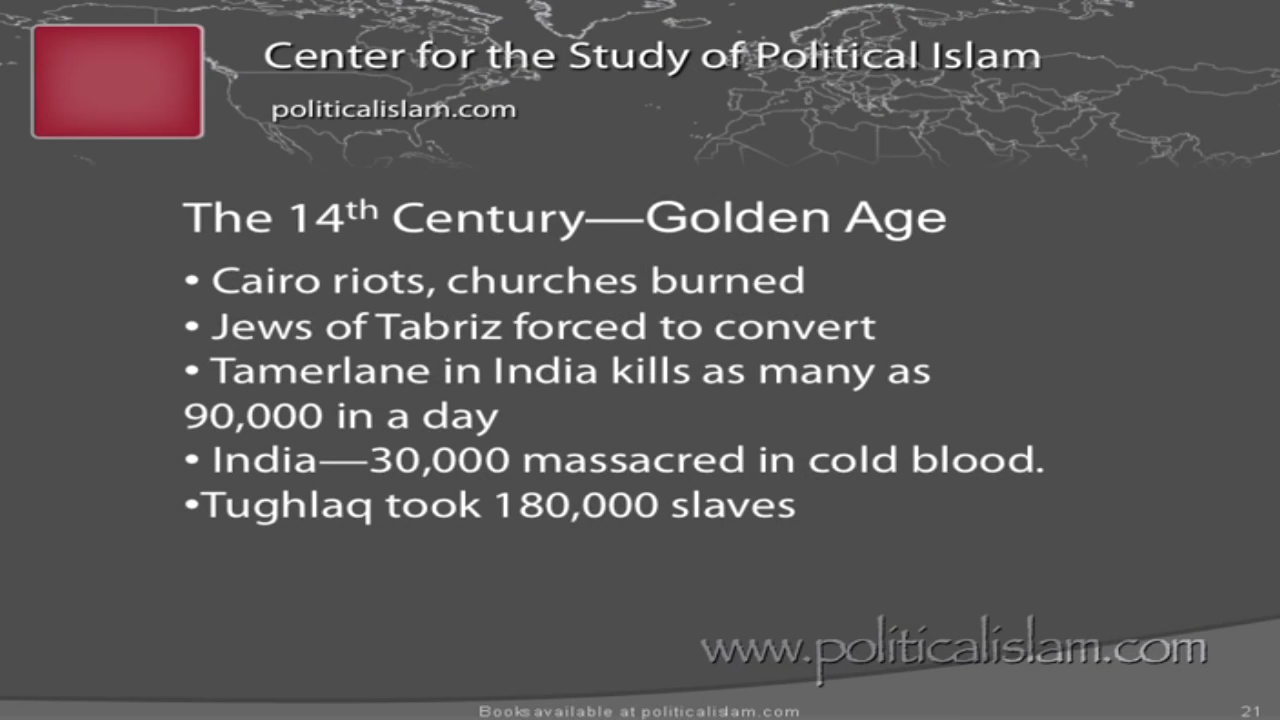 Center for the Study of Political Islam
politicalislam.com
The 14th Century—Golden Age
• Cairo riots, churches burned
• Jews of Tabriz forced to convert
• Tamerlane in India kills as many as
90,000 in a day
• India—30,000 massacred in cold blood.
•Tughlaq took 180,000 slaves
www.politicalislam.com
Books available at politicalislam.com
21